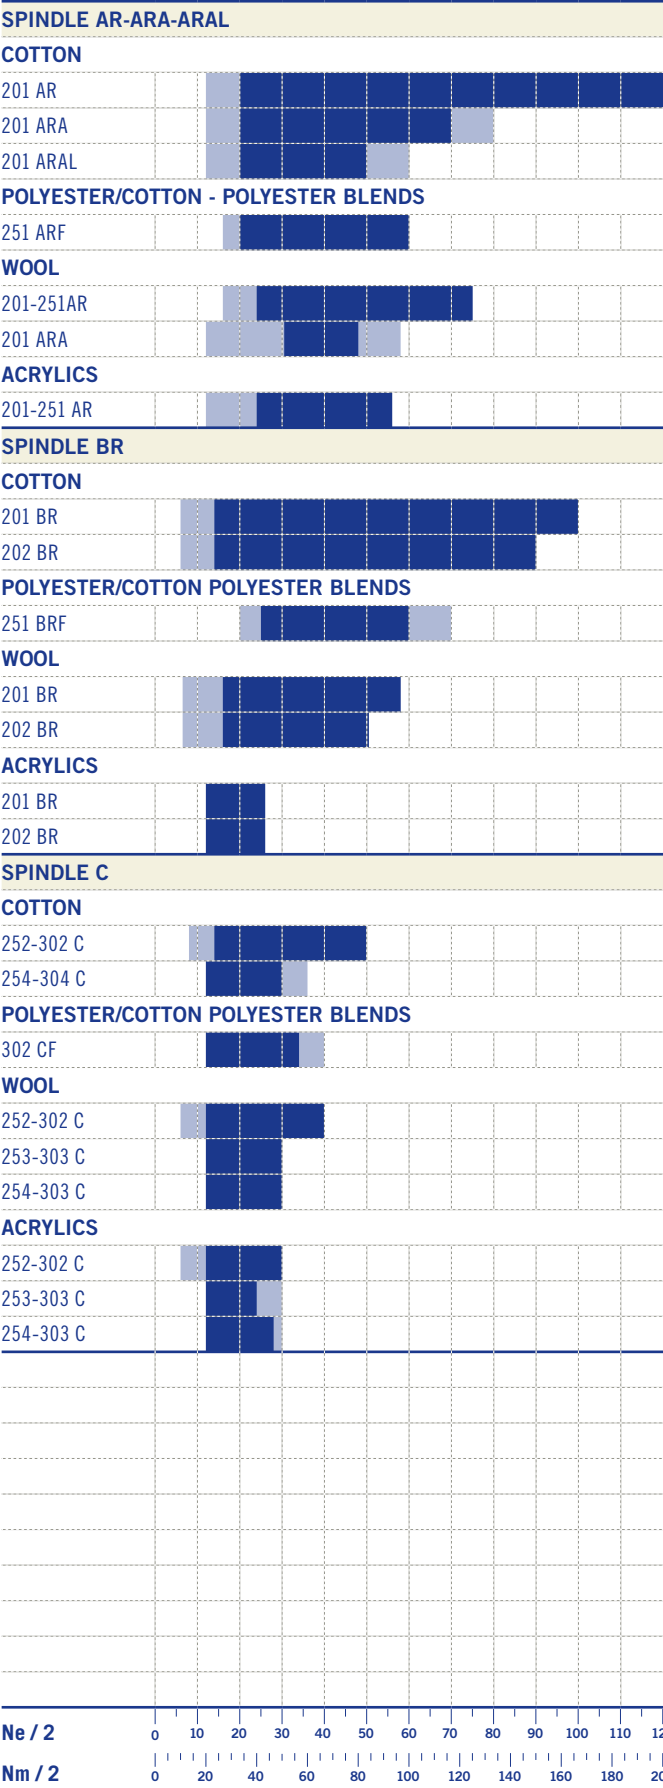 SPINDLE AR-ARA-ARAL
COTTON
201 AR
201 ARA
201 ARAL
POLYESTER/COTTON - POLYESTER BLENDS
251 ARF
WOOL
201-251AR
201 ARA
ACRYLICS
201-251 AR
SPINDLE BR
COTTON
201 BR
202 BR
POLYESTER/COTTON POLYESTER BLENDS
251 BRF
WOOL
201 BR
202 BR
ACRYLICS
201 BR
202 BR
SPINDLE C
COTTON
252-302 C
254-304 C
POLYESTER/COTTON POLYESTER BLENDS
302 CF
WOOL
252-302 C
253-303 C
254-303 C
ACRYLICS
252-302 C
253-303 C
254-303 C
Ne / 2 0 10 20 30 40 50 60 70 80 90 100 110
Nm / 2 0 20 40 60 80 100 120 140 160 180